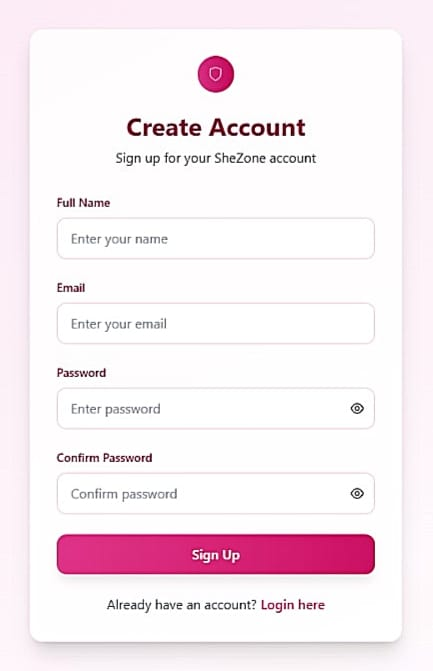 Create Account
Sign up for your SheZone account
Full Name
Enter your name
Email
Enter your email
Password
Enter password
Confirm Password
Confirm password
Sign Up
Already have an account? Login here